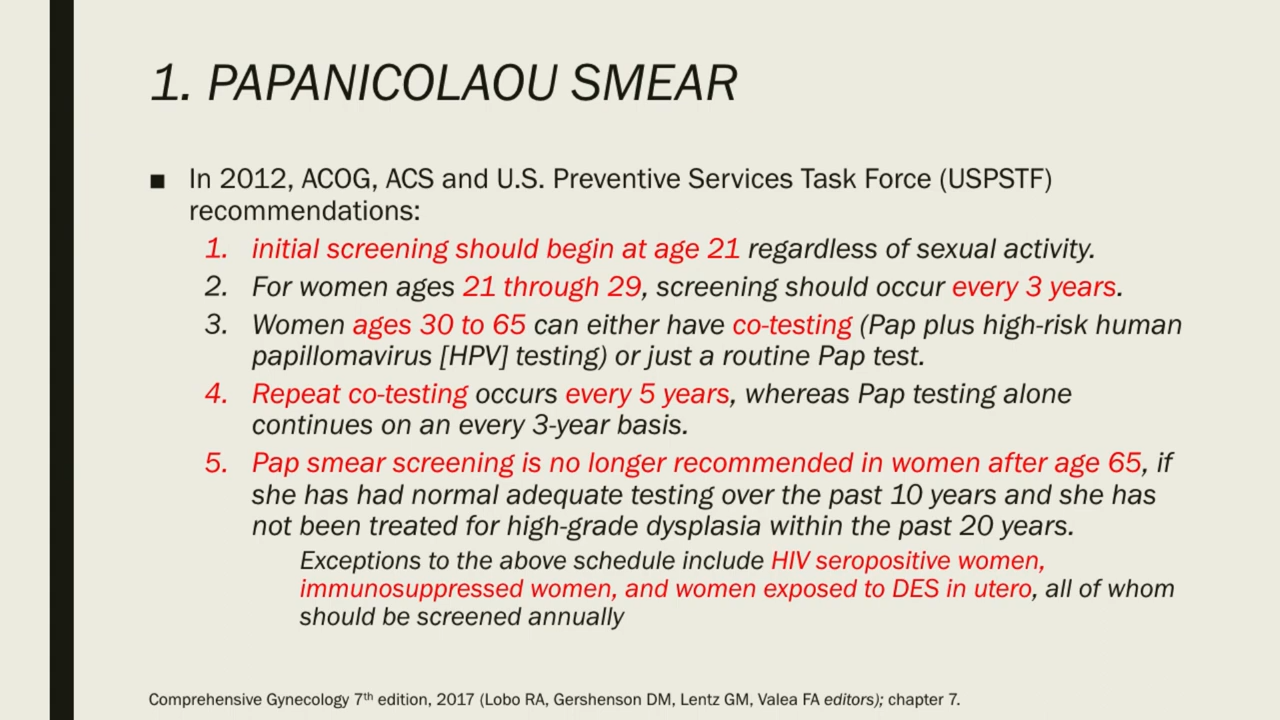 1. PAPANICOLAOU SMEAR
■ In 2012, ACOG, ACS and U.S. Preventive Services Task Force (USPSTF)
recommendations:
1. initial screening should begin at age 21 regardless of sexual activity.
2. For women ages 21 through 29, screening should occur every 3 years.
3. Women ages 30 to 65 can either have co-testing (Pap plus high-risk human
papillomavirus [HPV] testing) or just a routine Pap test.
4. Repeat co-testing occurs every 5 years, whereas Pap testing alone
continues on an every 3-year basis.
5. Pap smear screening is no longer recommended in women after age 65, if
she has had normal adequate testing over the past 10 years and she has
not been treated for high-grade dysplasia within the past 20 years.
Exceptions to the above schedule include HIV seropositive women,
immunosuppressed women, and women exposed to DES in utero, all of whom
should be screened annually
Comprehensive Gynecology 7th edition, 2017 (Lobo RA, Gershenson DM, Lentz GM, Valea FA editors); chapter 7.